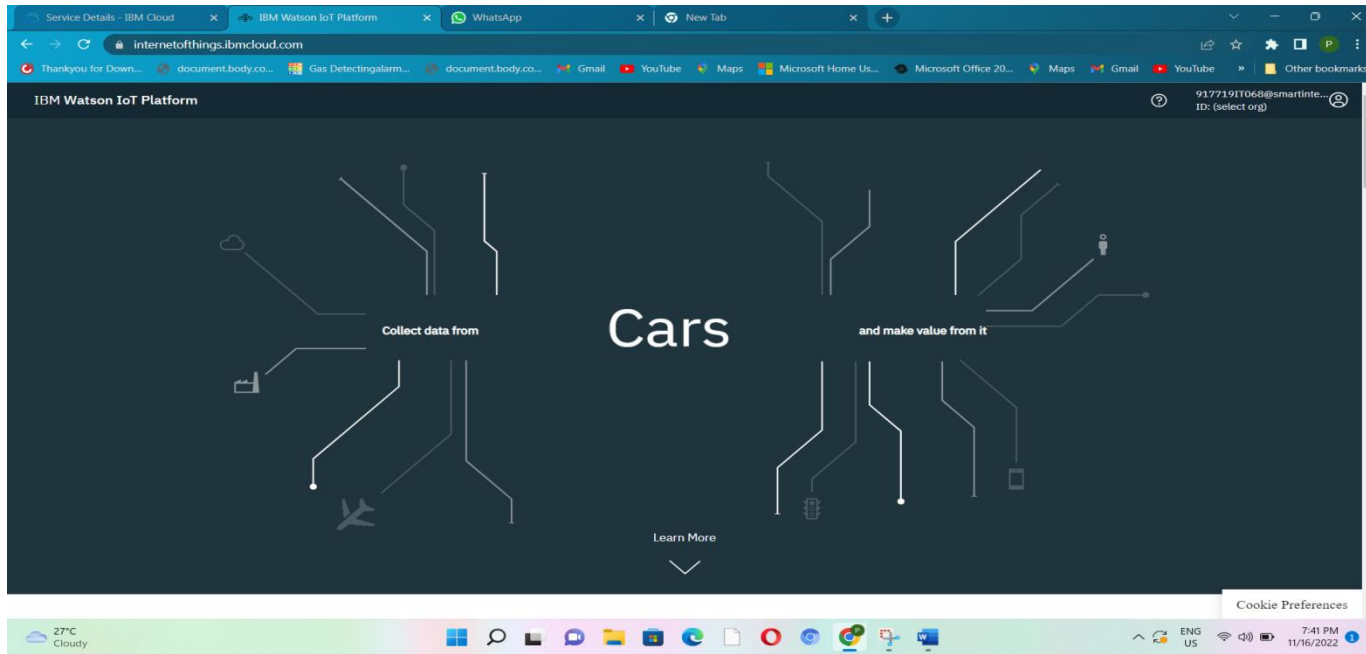 Service Details - IBM Cloud
IBM Watson IoT Platform
WhatsApp
New Tab
internetofthings.ibmcloud.com
P
Thankyou for Down...
document.body.co...
Gas Detectingalarm...
document.body.co...
Gmail
YouTube
Maps
Microsoft Home Us...
Microsoft Office 20...
Maps
Gmail
YouTube
»
Other bookmarks
IBM Watson IoT Platform
917719IT068@smartinte...
ID: (select org)
Collect data from
Cars
and make value from it
Learn More
Cookie Preferences
27°C
Cloudy
ENG
US
7:41 PM
11/16/2022
1